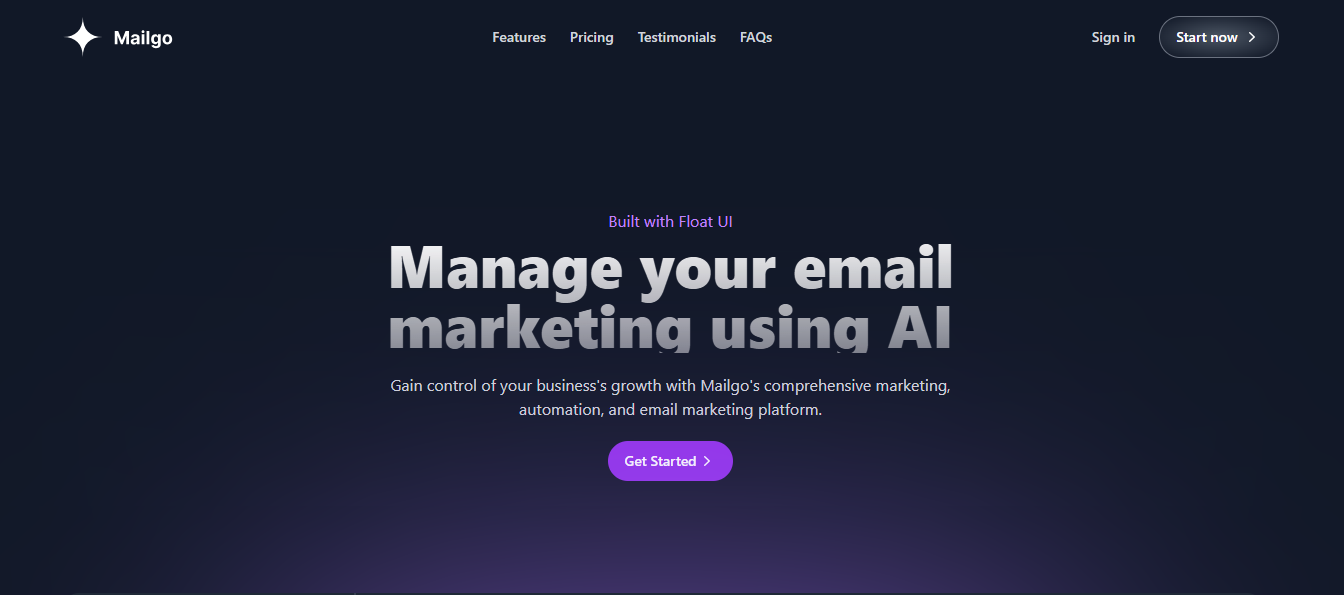 Mailgo
Features
Pricing
Testimonials
FAQs
Sign in
Start now
Built with Float UI
Manage your email
marketing using AI
Gain control of your business's growth with Mailgo's comprehensive marketing,
automation, and email marketing platform.
Get Started